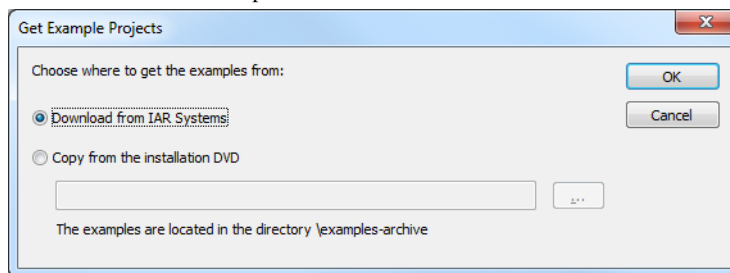 Get Example Projects
Choose where to get the examples from:
OK
Download from IAR Systems
Cancel
Copy from the installation DVD
...
The examples are located in the directory \examples-archive